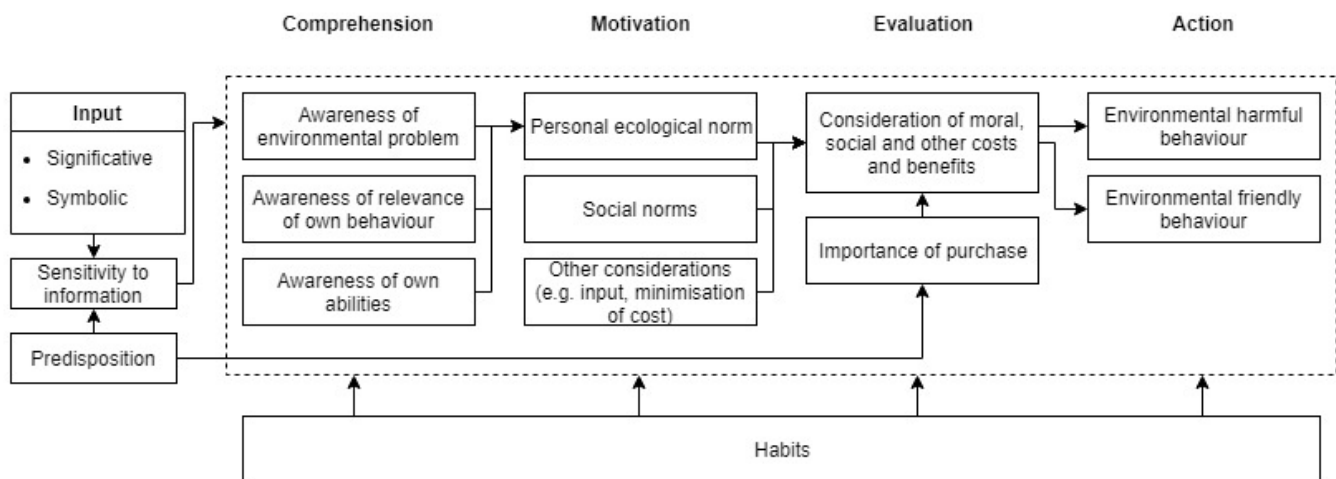 Comprehension
Motivation
Evaluation
Action
Input
• Significative
• Symbolic
Sensitivity to
information
Predisposition
Awareness of
environmental problem
Awareness of relevance
of own behaviour
Awareness of own
abilities
Personal ecological norm
Social norms
Other considerations
(e.g. input, minimisation
of cost)
Consideration of moral,
social and other costs
and benefits
Importance of purchase
Environmental harmful
behaviour
Environmental friendly
behaviour
Habits